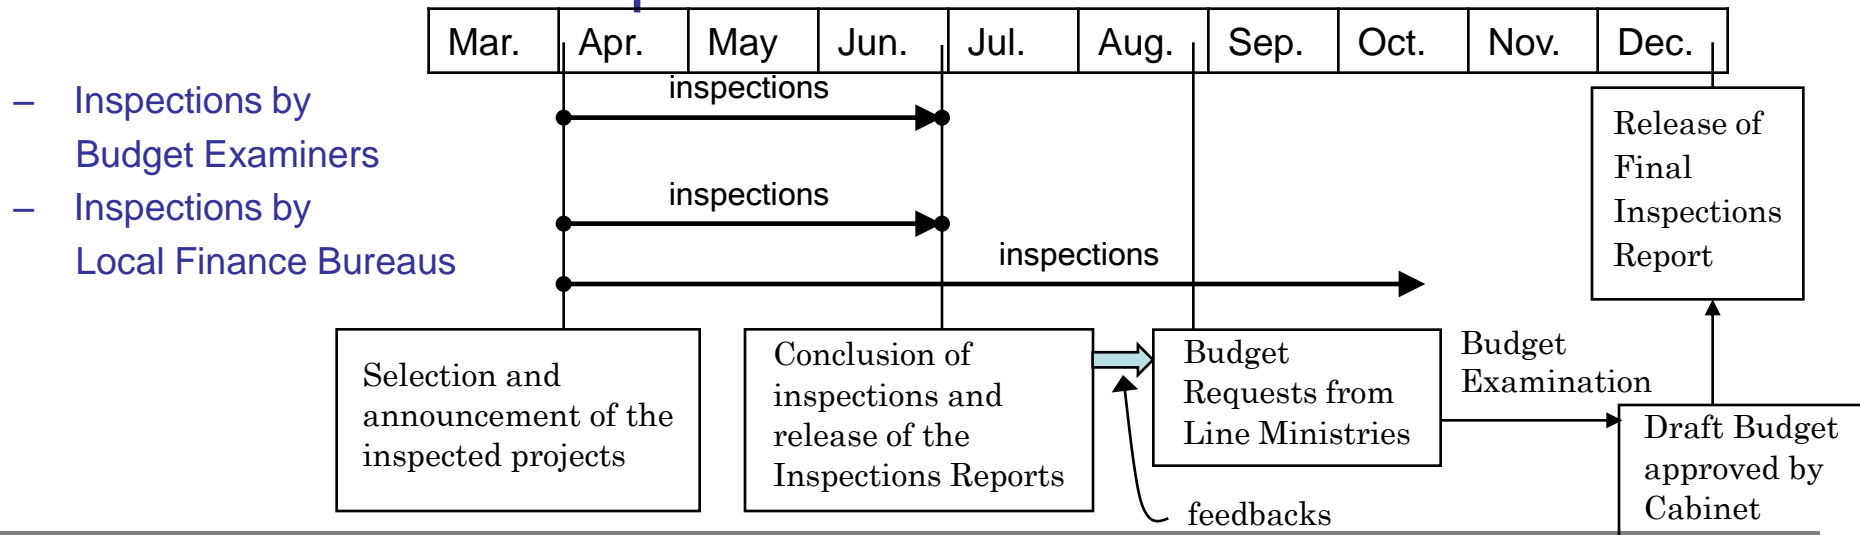 Mar. Apr. May Jun. Jul. Aug. Sep. Oct. Nov. Dec.
– Inspections by
Budget Examiners
– Inspections by
Local Finance Bureaus
inspections
inspections
inspections
Selection and
announcement of the
inspected projects
Conclusion of
inspections and
release of the
Inspections Reports
feedbacks
Budget
Requests from
Line Ministries
Budget
Examination
Draft Budget
approved by
Cabinet
Release of
Final
Inspections
Report